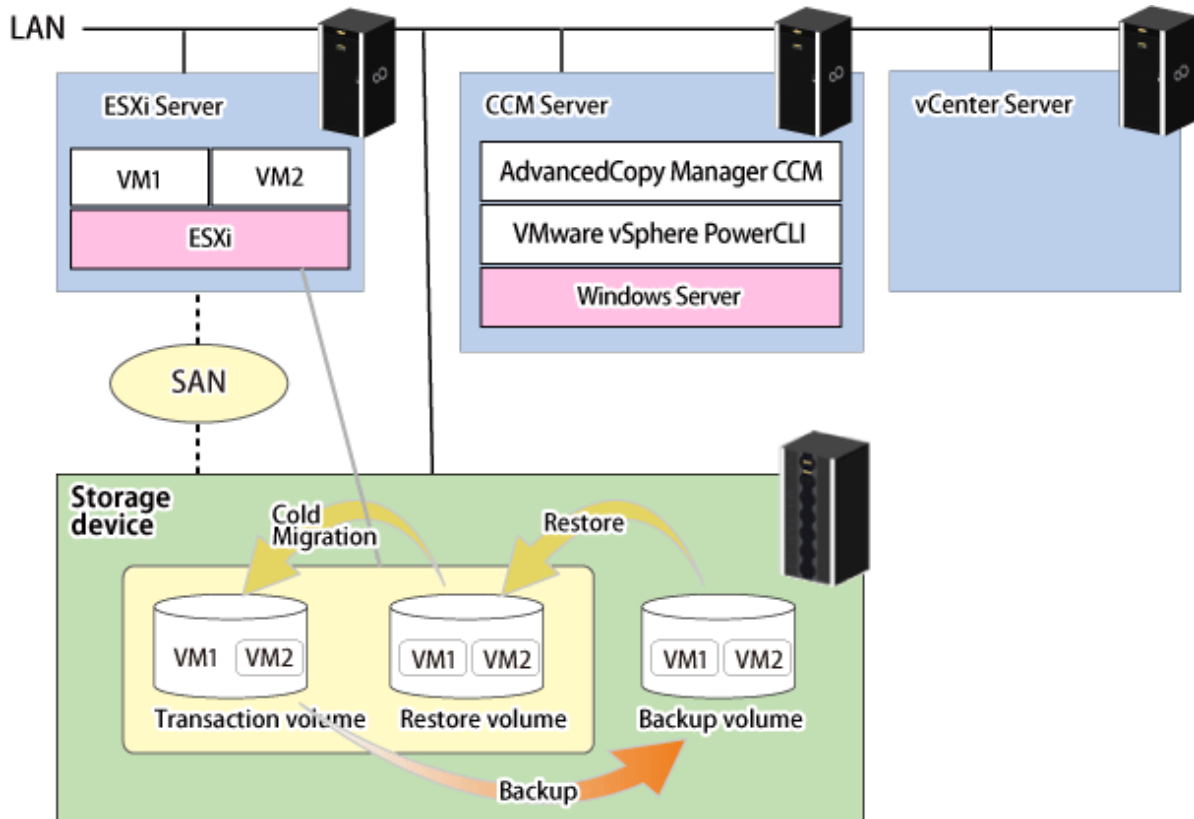 LAN
ESXi Server
CCM Server
vCenter Server
VM1
VM2
ESXi
AdvancedCopy Manager CCM
VMware vSphere PowerCLI
Windows Server
SAN
Storage
device
Cold
Migration
Restore
VM1
VM2
VM1
VM2
VM1
VM2
Transaction volume
Restore volume
Backup volume
Backup